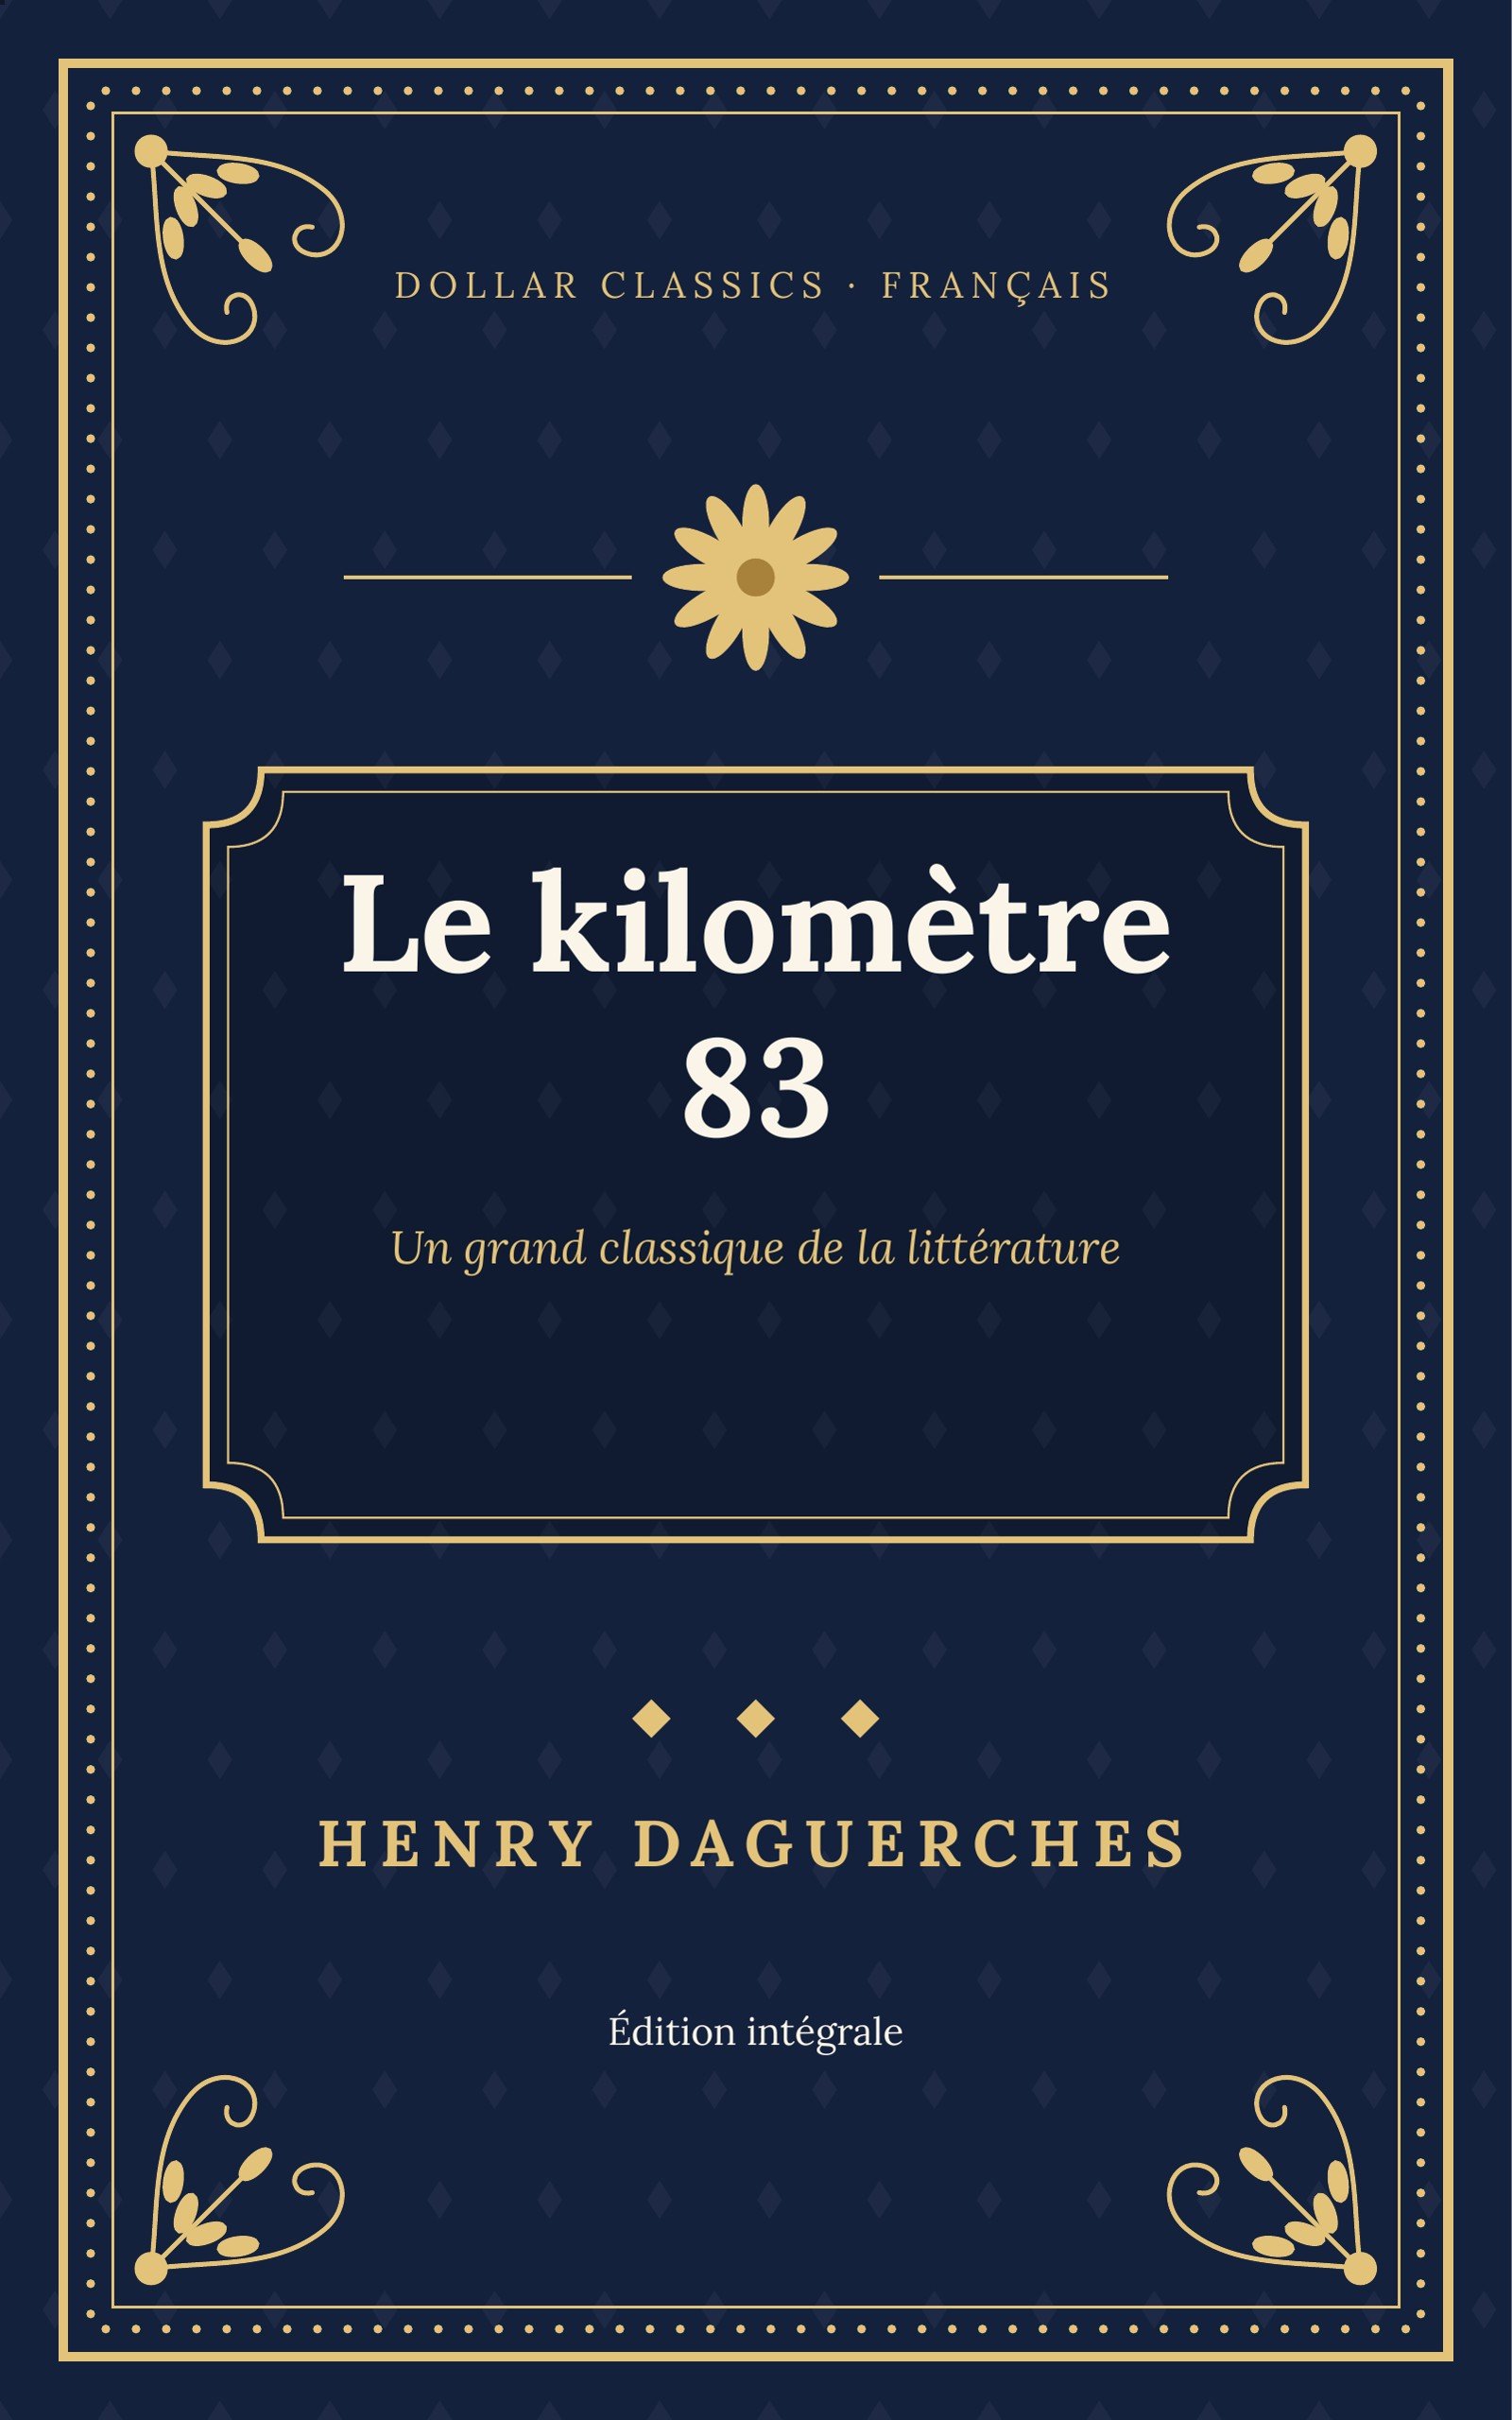 DOLLAR CLASSICS · FRANÇAIS
Le kilomètre
83
Un grand classique de la littérature
HENRY DAGUERCHES
Édition intégrale